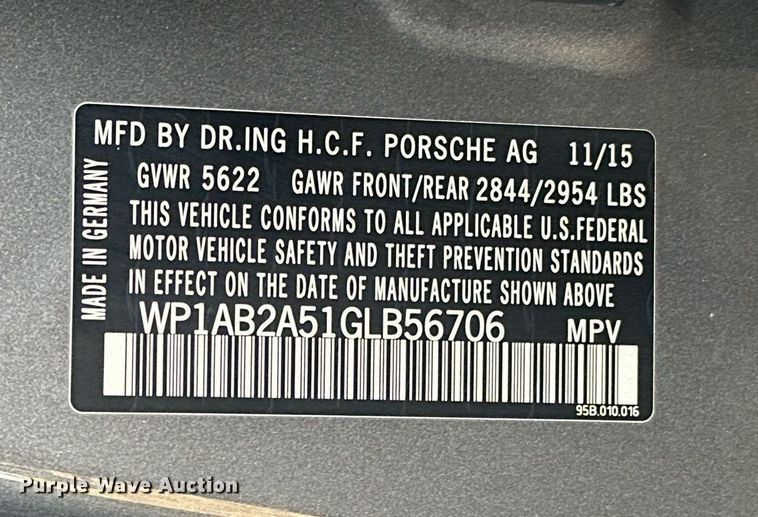 MFD BY DR.ING H.C.F. PORSCHE AG 11/15
GVWR 5622 GAWR FRONT/REAR 2844/2954 LBS
THIS VEHICLE CONFORMS TO ALL APPLICABLE U.S.FEDERAL
MOTOR VEHICLE SAFETY AND THEFT PREVENTION STANDARDS
IN EFFECT ON THE DATE OF MANUFACTURE SHOWN ABOVE
WP1AB2A51GLB56706 MPV
95B.010.016
MADE IN GERMANY
Purple Wave Auction